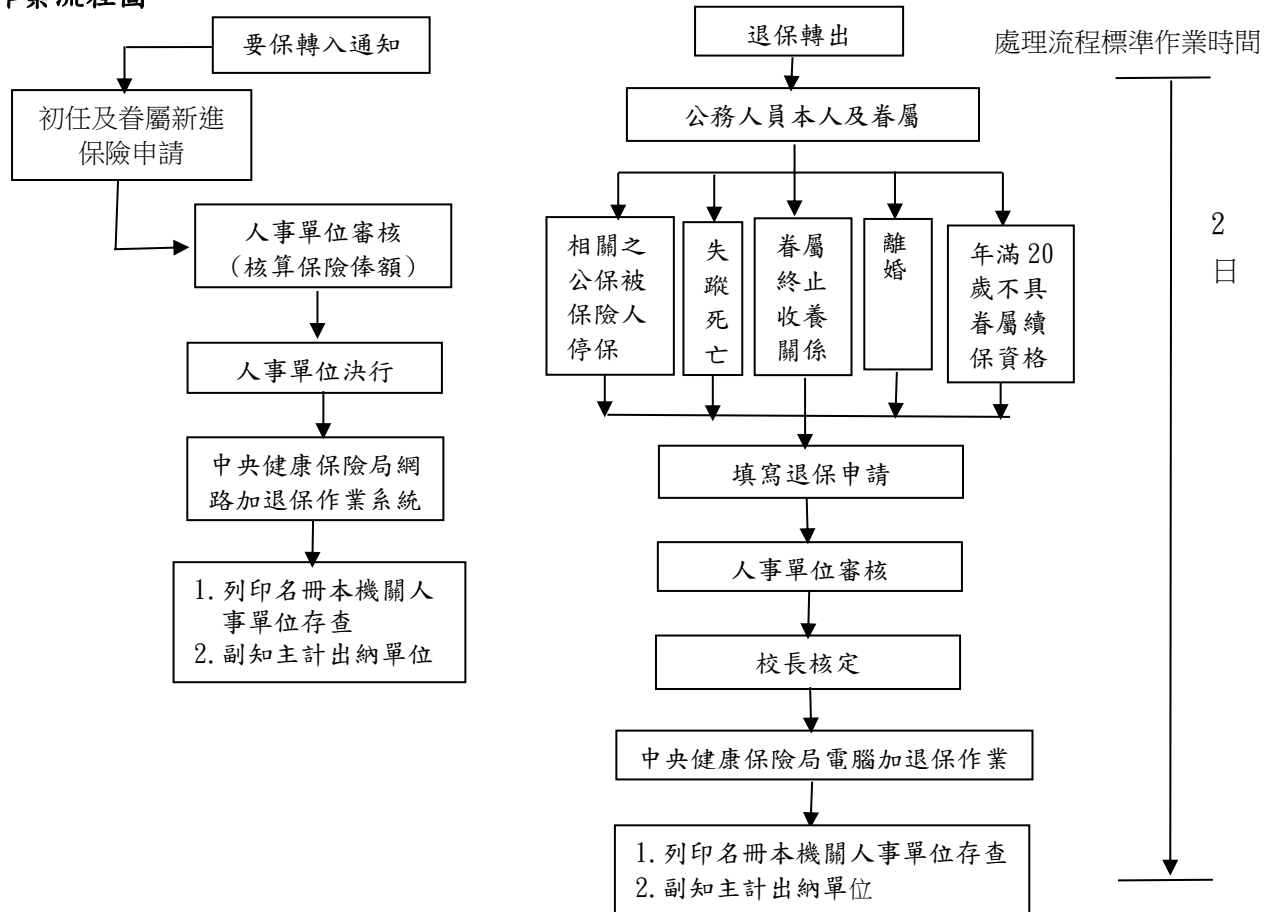 作業流程圖
要保轉入通知
初任及眷屬新進
保險申請
人事單位審核
(核算保險俸額)
人事單位決行
中央健康保險局網
路加退保作業系統
1.列印名冊本機關人
事單位存查
2.副知主計出納單位
退保轉出
公務人員本人及眷屬
相關之
公保被
保險人
停保
失
蹤
死
亡
眷屬
終止
收養
關係
離
婚
年滿20
歲不具
眷屬續
保資格
填寫退保申請
人事單位審核
校長核定
中央健康保險局電腦加退保作業
1.列印名冊本機關人事單位存查
2.副知主計出納單位
處理流程標準作業時間
2
日